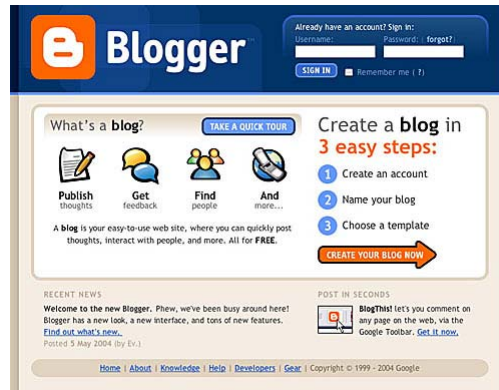 Blogger
Already have an account? Sign in:
Username: Password: ( forgot? )
SIGN IN Remember me ( ? )
What's a blog?
TAKE A QUICK TOUR
Publish
thoughts
Get
feedback
Find
people
And
more...
A blog is your easy-to-use web site, where you can quickly post
thoughts, interact with people, and more. All for FREE.
Create a blog in
3 easy steps:
1 Create an account
2 Name your blog
3 Choose a template
CREATE YOUR BLOG NOW
RECENT NEWS
Welcome to the new Blogger. Phew, we've been busy around here!
Blogger has a new look, a new interface, and tons of new features.
Find out what's new.
Posted 5 May 2004 (by Ev.)
POST IN SECONDS
BlogThis! let's you comment on
any page on the web, via the
Google Toolbar. Get it now.
Home | About | Knowledge | Help | Developers | Gear | Copyright © 1999 - 2004 Google